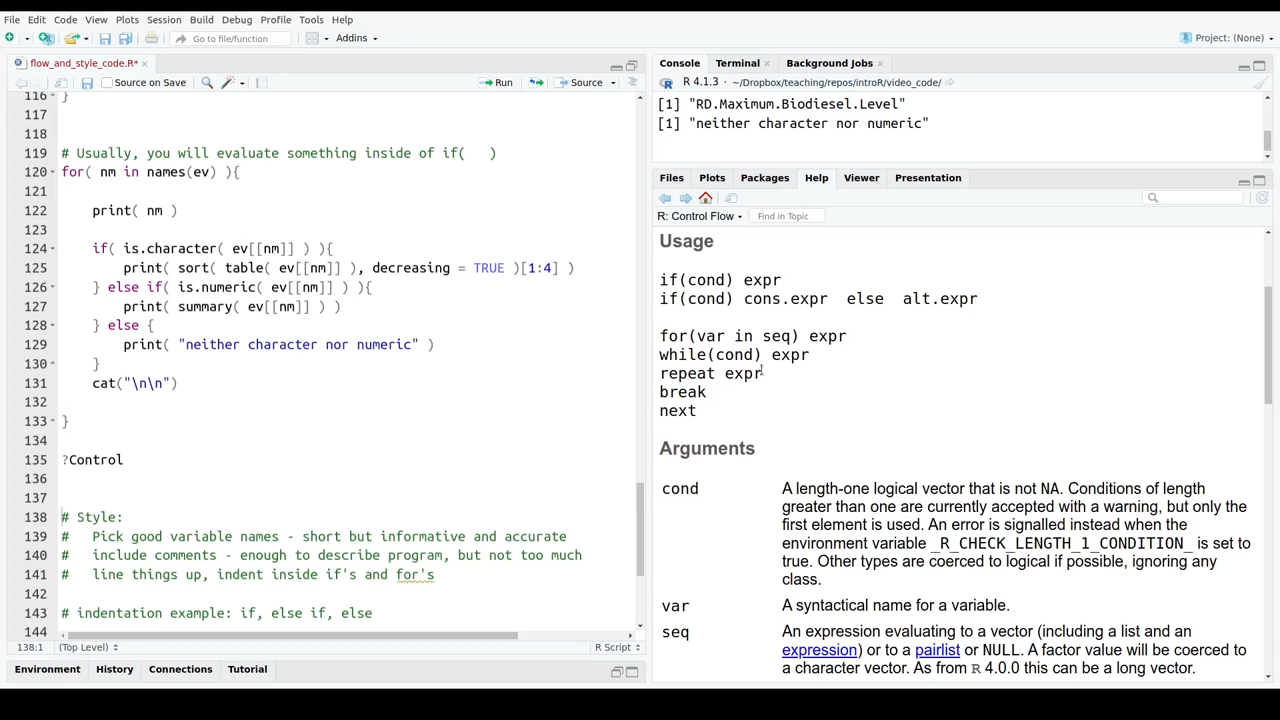 File Edit Code View Plots Session Build Debug Profile Tools Help
Go to file/function Addins Project: (None)
flow_and_style_code.R*
Source on Save Run Source
116 }
117
118
119 # Usually, you will evaluate something inside of if(   )
120 for( nm in names(ev) ){
121
122     print( nm )
123
124     if( is.character( ev[[nm]] ) ){
125         print( sort( table( ev[[nm]] ), decreasing = TRUE )[1:4] )
126     } else if( is.numeric( ev[[nm]] ) ){
127         print( summary( ev[[nm]] ) )
128     } else {
129         print( "neither character nor numeric" )
130     }
131     cat("\n\n")
132
133 }
134
135 ?Control
136
137
138 # Style:
139 #   Pick good variable names - short but informative and accurate
140 #   include comments - enough to describe program, but not too much
141 #   line things up, indent inside if's and for's
142
143 # indentation example: if, else if, else
144
138:1 (Top Level) R Script
Environment History Connections Tutorial
Console Terminal Background Jobs
R 4.1.3 · ~/Dropbox/teaching/repos/introR/video_code/
[1] "RD.Maximum.Biodiesel.Level"
[1] "neither character nor numeric"
Files Plots Packages Help Viewer Presentation
R: Control Flow Find in Topic
Usage
if(cond) expr
if(cond) cons.expr  else  alt.expr
for(var in seq) expr
while(cond) expr
repeat expr
break
next
Arguments
cond A length-one logical vector that is not NA. Conditions of length
greater than one are currently accepted with a warning, but only the
first element is used. An error is signalled instead when the
environment variable _R_CHECK_LENGTH_1_CONDITION_ is set to
true. Other types are coerced to logical if possible, ignoring any
class.
var A syntactical name for a variable.
seq An expression evaluating to a vector (including a list and an
expression) or to a pairlist or NULL. A factor value will be coerced to
a character vector. As from R 4.0.0 this can be a long vector.